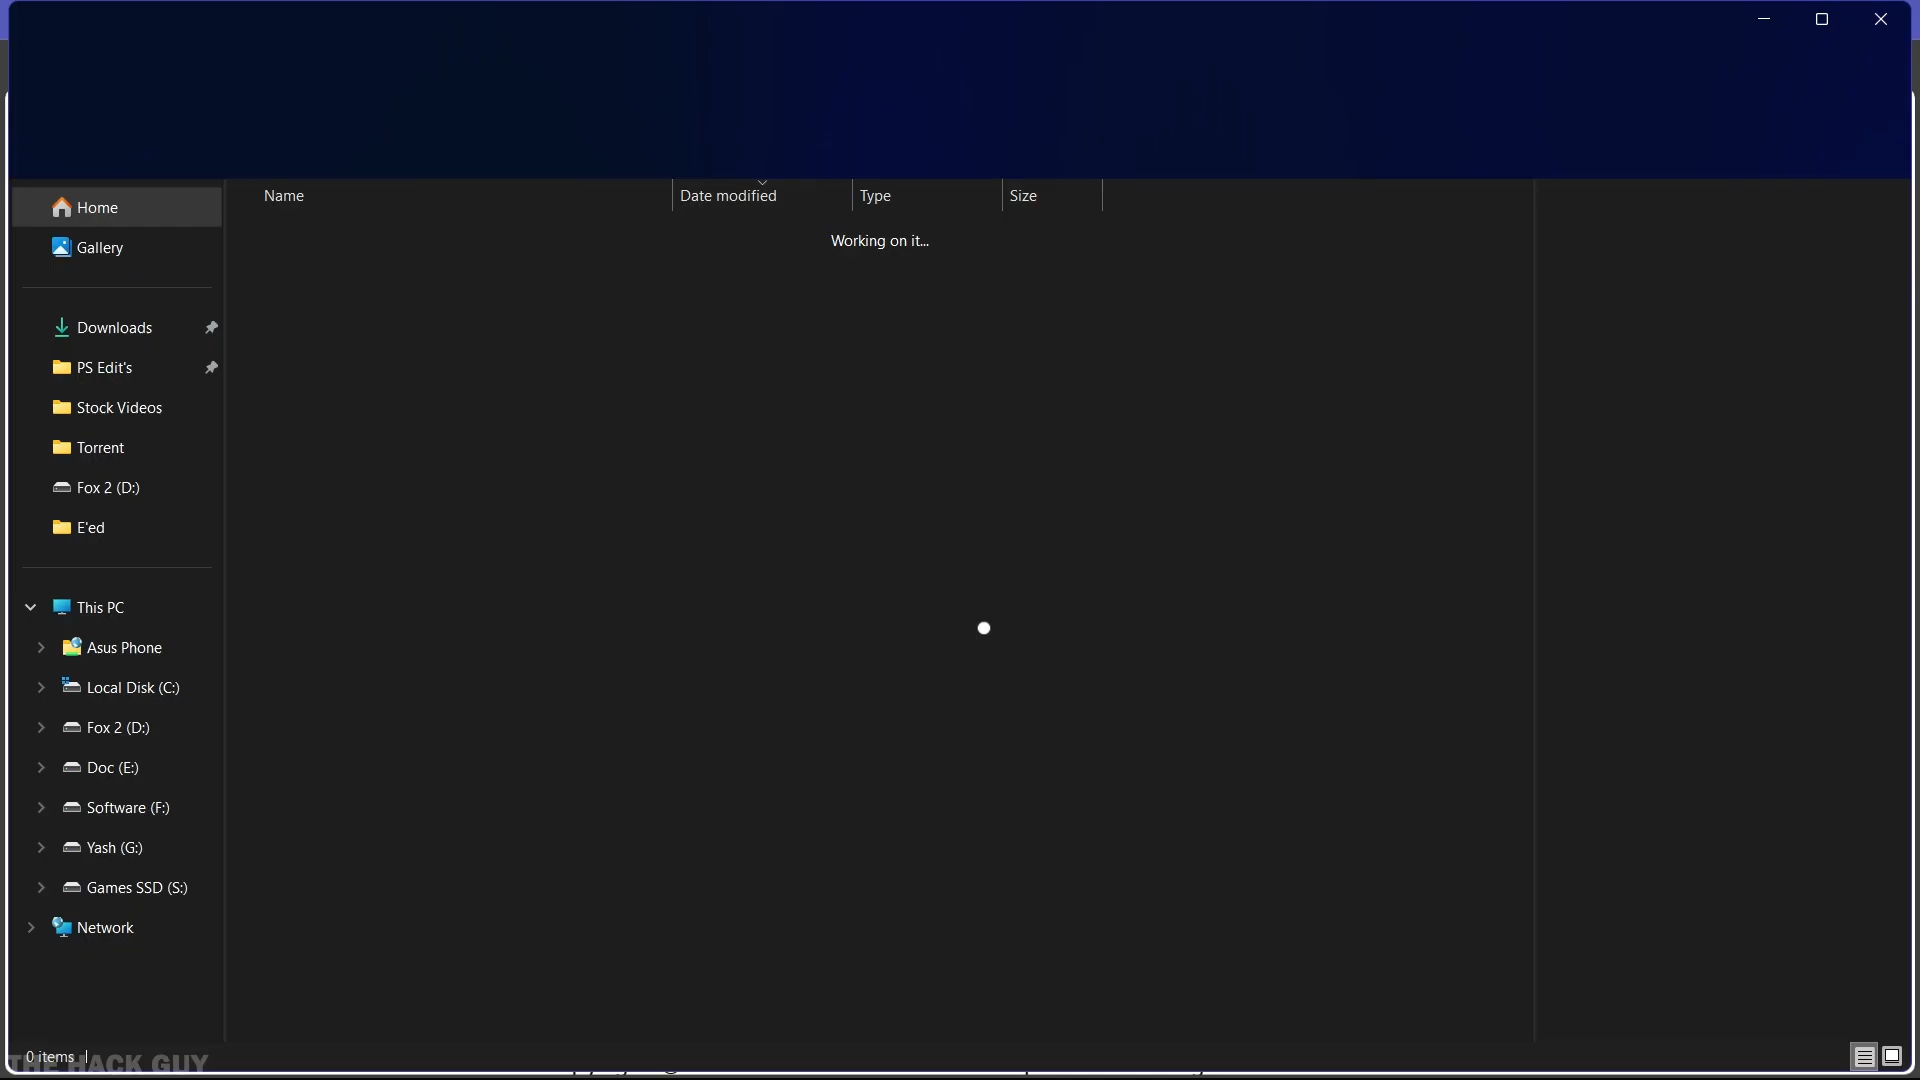 Name
Date modified
Type
Size
Working on it...
Home
Gallery
Downloads
PS Edit's
Stock Videos
Torrent
Fox 2 (D:)
E'ed
This PC
Asus Phone
Local Disk (C:)
Fox 2 (D:)
Doc (E:)
Software (F:)
Yash (G:)
Games SSD (S:)
Network
0 items
THE HACK GUY